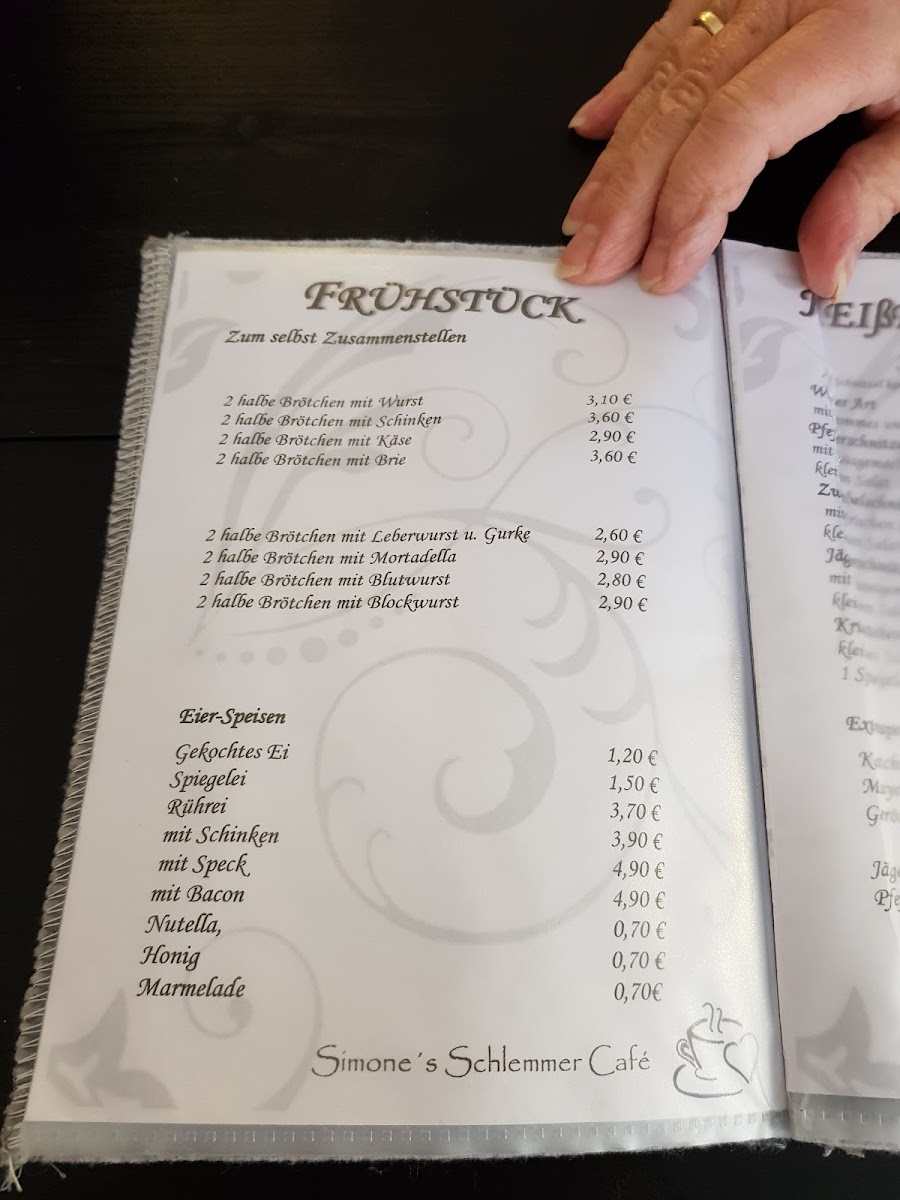 FRÜHSTÜCK
Zum selbst Zusammenstellen
2 halbe Brötchen mit Wurst 3,10 €
2 halbe Brötchen mit Schinken 3,60 €
2 halbe Brötchen mit Käse 2,90 €
2 halbe Brötchen mit Brie 3,60 €
2 halbe Brötchen mit Leberwurst u. Gurke 2,60 €
2 halbe Brötchen mit Mortadella 2,90 €
2 halbe Brötchen mit Blutwurst 2,80 €
2 halbe Brötchen mit Blockwurst 2,90 €
Eier-Speisen
Gekochtes Ei 1,20 €
Spiegelei 1,50 €
Rührei 3,70 €
mit Schinken 3,90 €
mit Speck 4,90 €
mit Bacon 4,90 €
Nutella, 0,70 €
Honig 0,70 €
Marmelade 0,70€
Simone´s Schlemmer Café
Art
mit
mit
1